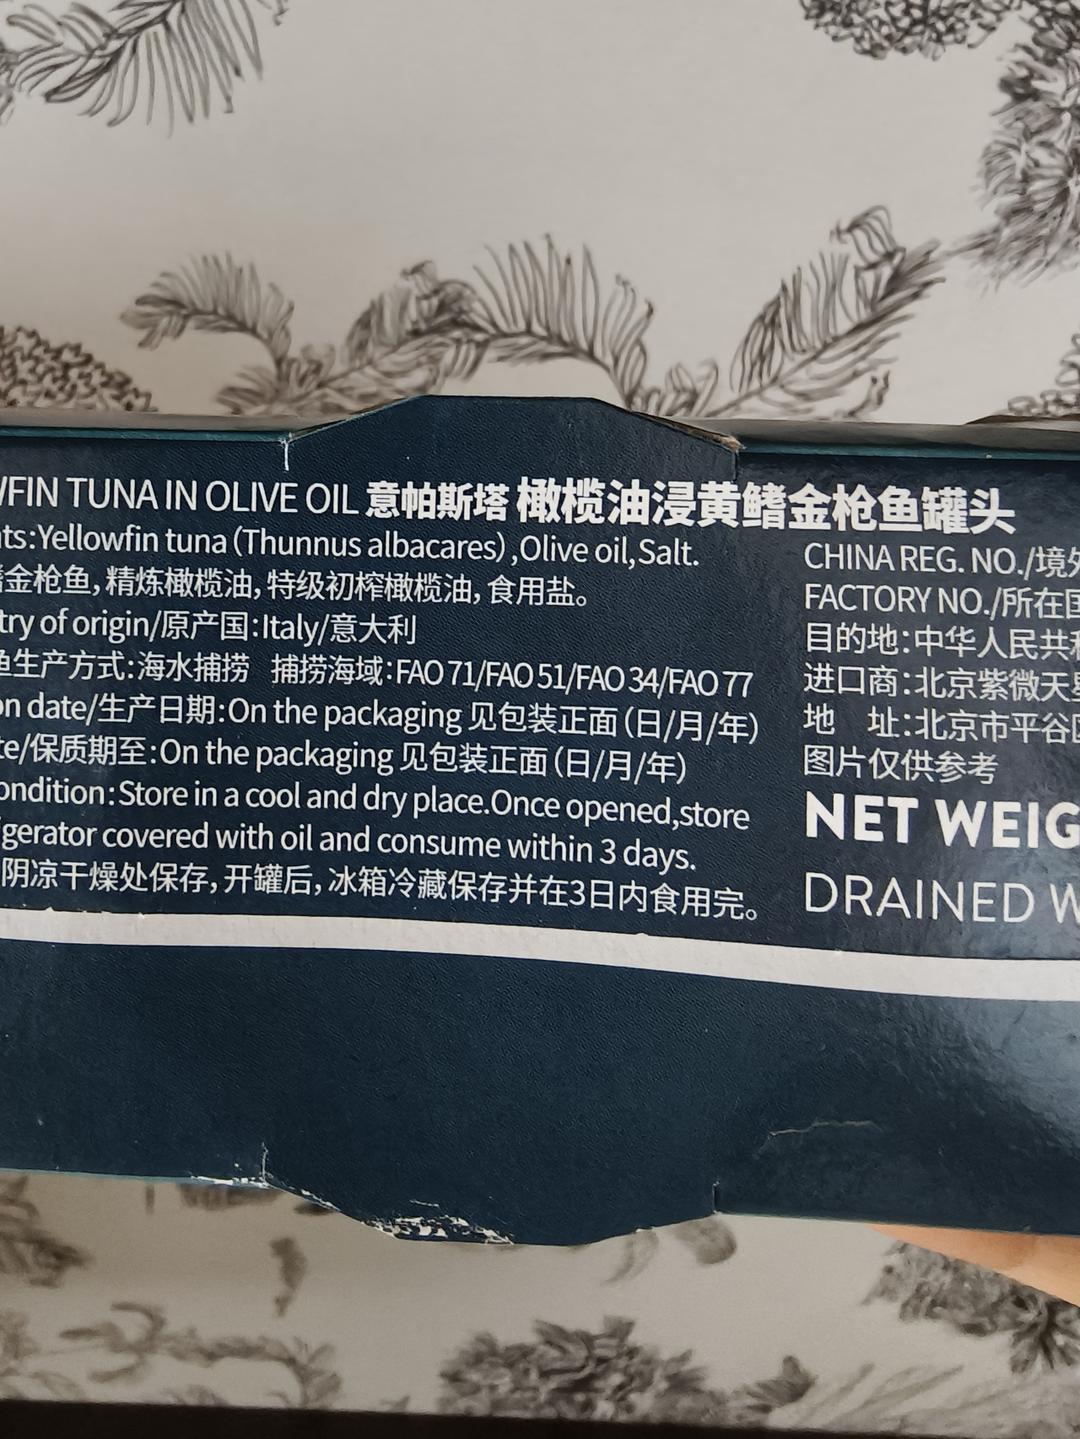 WFIN TUNA IN OLIVE OIL 意帕斯塔 橄榄油浸黄鳍金枪鱼罐头
nts:Yellowfin tuna (Thunnus albacares),Olive oil,Salt.
鳍金枪鱼,精炼橄榄油,特级初榨橄榄油,食用盐。
try of origin/原产国:Italy/意大利
鱼生产方式:海水捕捞 捕捞海域:FAO 71/FAO 51/FAO 34/FAO 77
on date/生产日期:On the packaging 见包装正面(日/月/年)
te/保质期至:On the packaging 见包装正面(日/月/年)
ondition:Store in a cool and dry place.Once opened,store
igerator covered with oil and consume within 3 days.
阴凉干燥处保存,开罐后,冰箱冷藏保存并在3日内食用完。
CHINA REG. NO./境外
FACTORY NO./所在国
目的地:中华人民共和
进口商:北京紫微天星
地 址:北京市平谷区
图片仅供参考
NET WEIG
DRAINED W